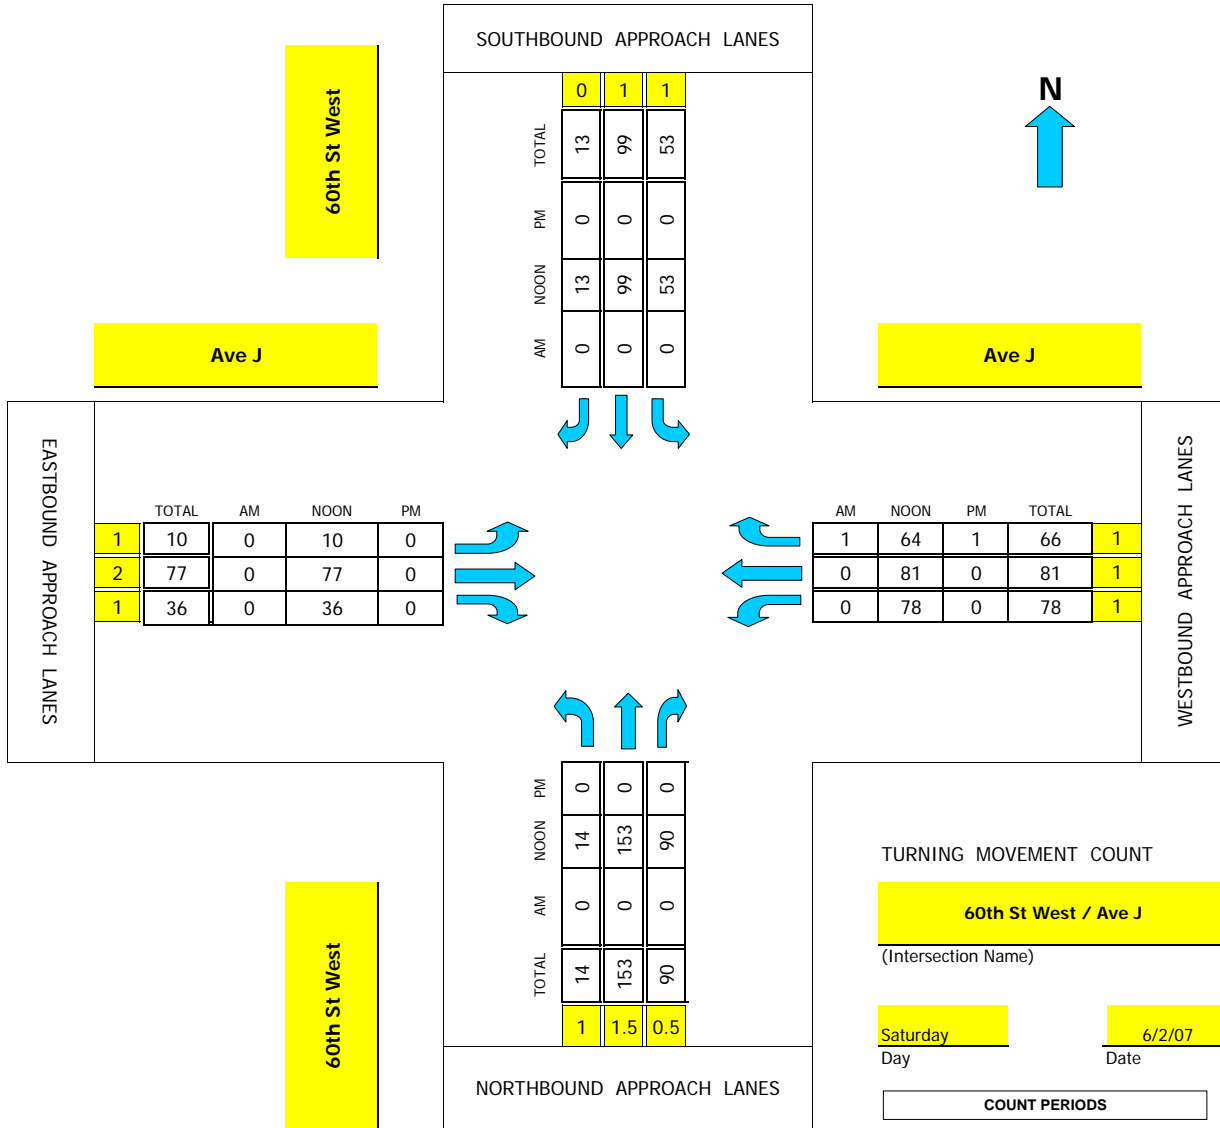 SOUTHBOUND APPROACH LANES
0 1 1
TOTAL 13 99 53
PM 0 0 0
NOON 13 99 53
AM 0 0 0
N
60th St West
Ave J
Ave J
EASTBOUND APPROACH LANES
TOTAL AM NOON PM
1 10 0 10 0
2 77 0 77 0
1 36 0 36 0
AM NOON PM TOTAL
1 64 1 66 1
0 81 0 81 1
0 78 0 78 1
WESTBOUND APPROACH LANES
PM 0 0 0
NOON 14 153 90
AM 0 0 0
TOTAL 14 153 90
1 1.5 0.5
NORTHBOUND APPROACH LANES
60th St West
TURNING MOVEMENT COUNT
60th St West / Ave J
(Intersection Name)
Saturday 6/2/07
Day Date
COUNT PERIODS